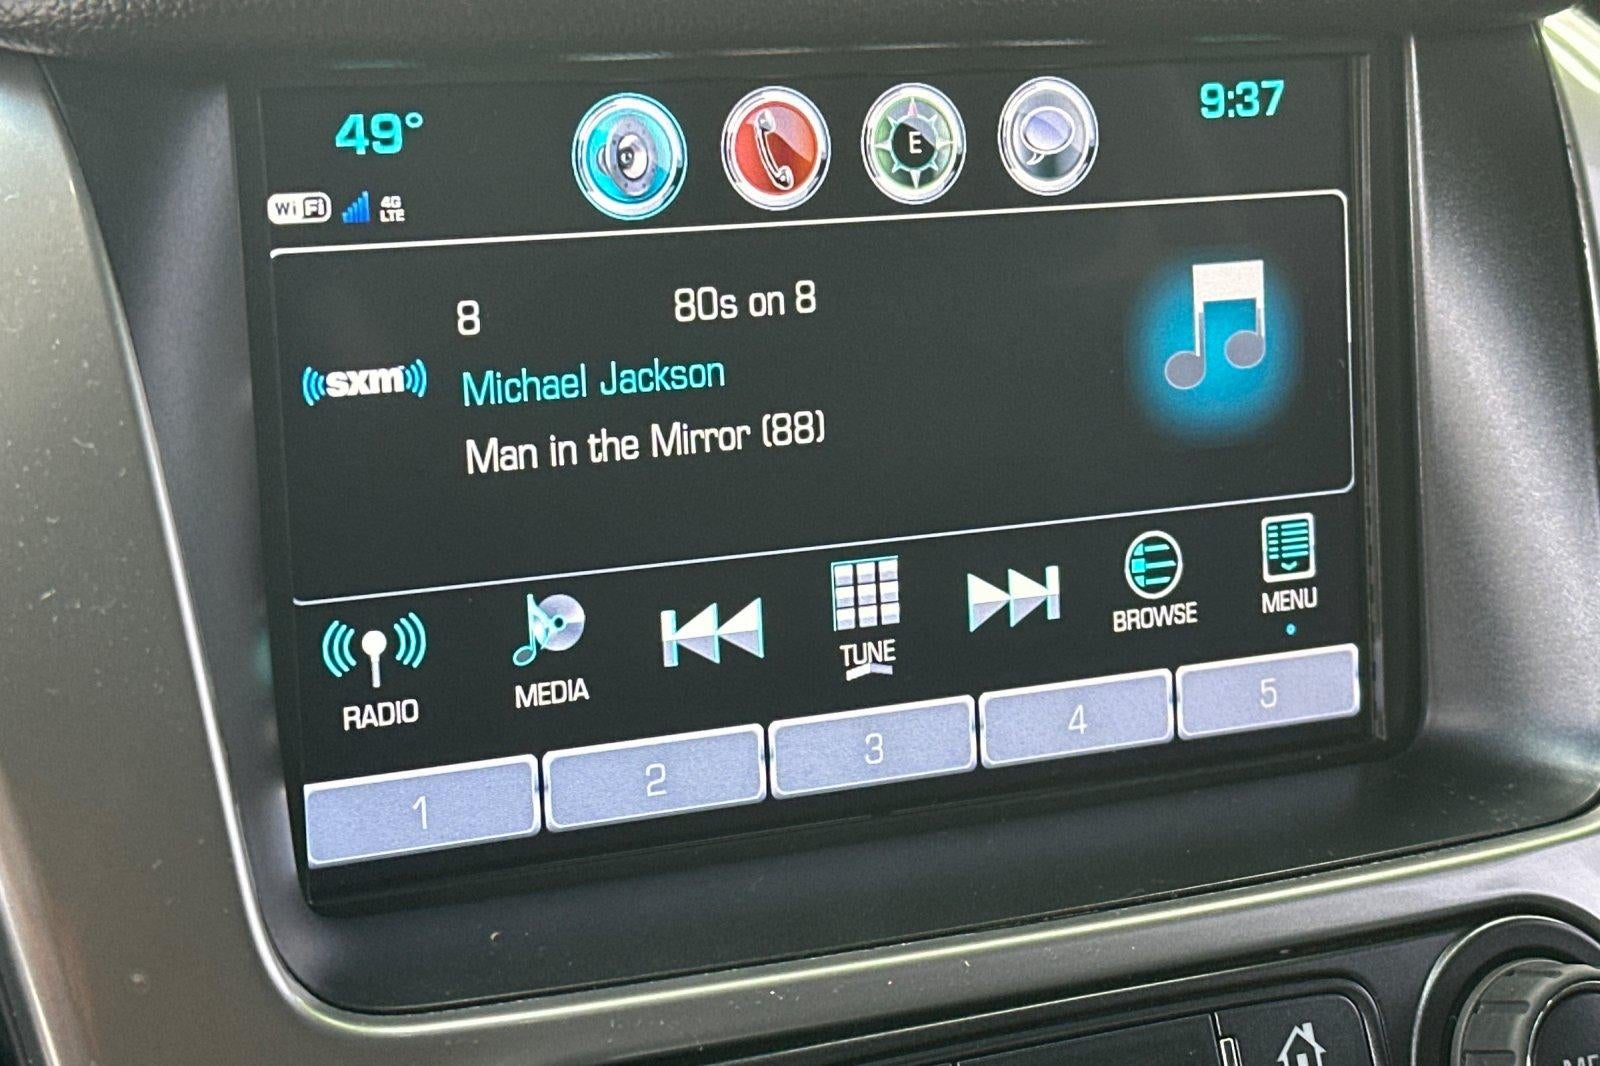 49° 9:37
E
WiFi 4G
LTE
8 80s on 8
((sxm))
Michael Jackson
Man in the Mirror (88)
RADIO MEDIA TUNE BROWSE MENU
1 2 3 4 5